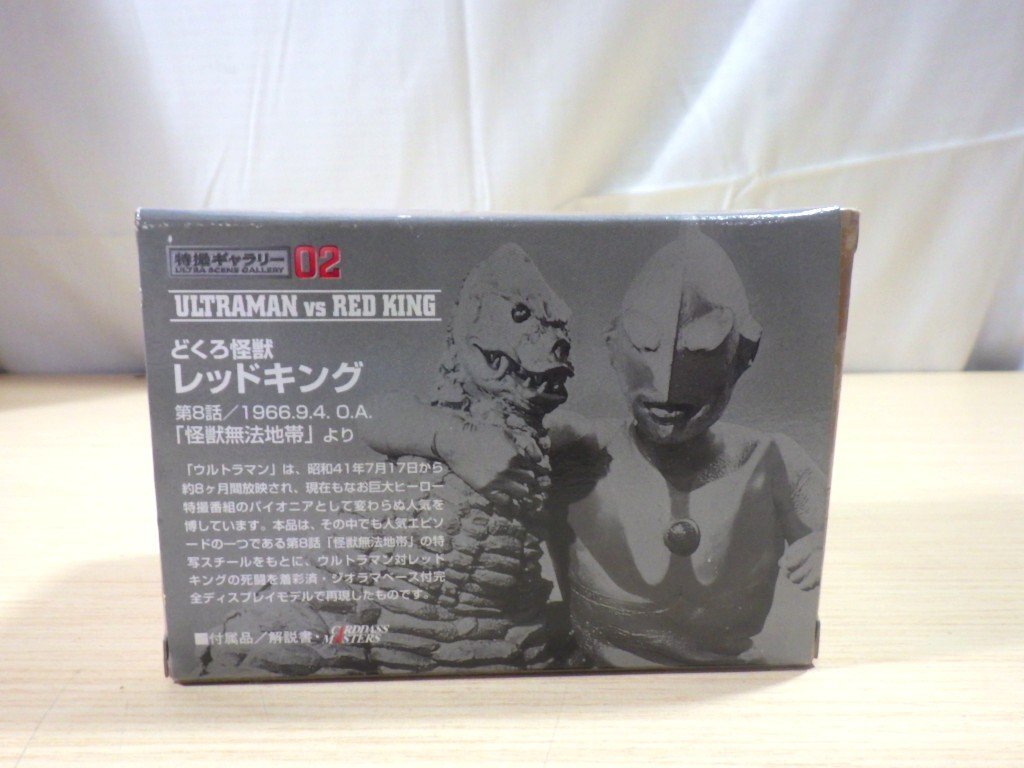 特撮ギャラリー 02
ULTRA SCENE GALLERY
ULTRAMAN vs RED KING
どくろ怪獣
レッドキング
第8話／1966.9.4. O.A.
「怪獣無法地帯」より
「ウルトラマン」は、昭和41年7月17日から
約8ヶ月間放映され、現在もなお巨大ヒーロー
特撮番組のパイオニアとして変わらぬ人気を
博しています。本品は、その中でも人気エピソ
ードの一つである第8話「怪獣無法地帯」の特
写スチールをもとに、ウルトラマン対レッド
キングの死闘を着彩済・ジオラマベース付完
全ディスプレイモデルで再現したものです。
■付属品／解説書・CARDDASS MASTERS